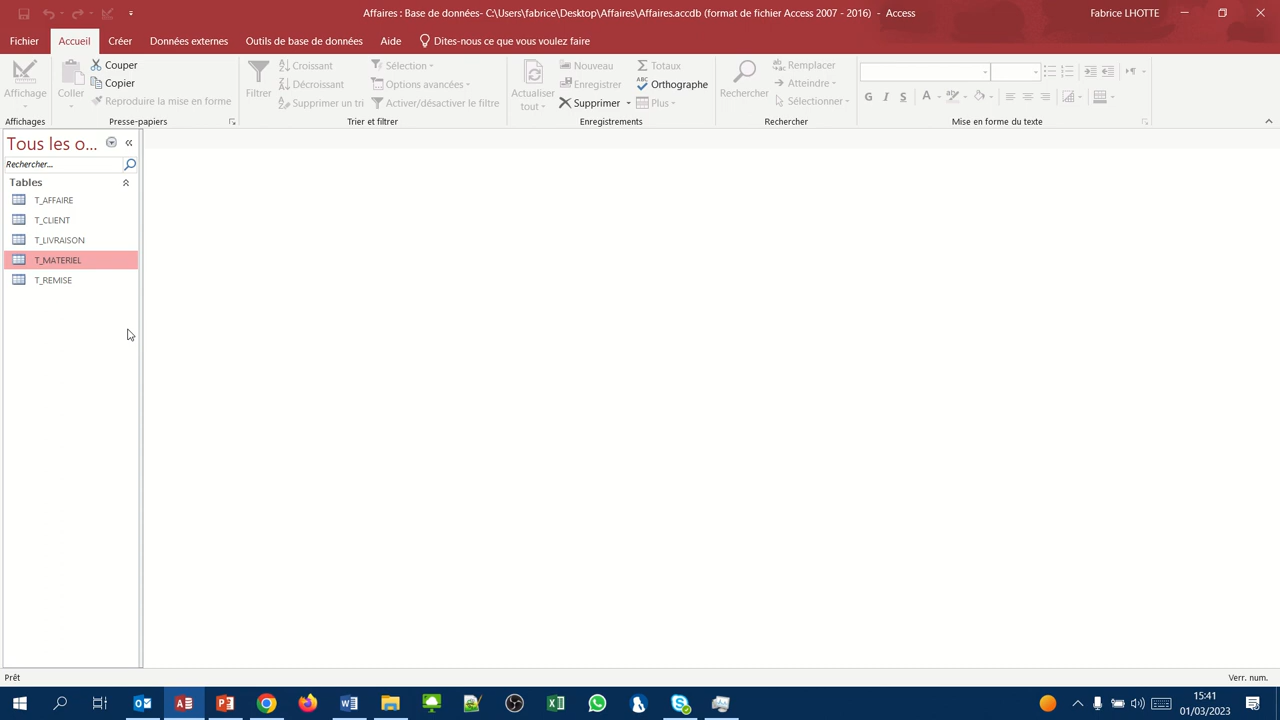 Affaires : Base de données- C:\Users\fabrice\Desktop\Affaires\Affaires.accdb (format de fichier Access 2007 - 2016) - Access
Fabrice LHOTTE
Fichier
Accueil
Créer
Données externes
Outils de base de données
Aide
Dites-nous ce que vous voulez faire
Affichage
Coller
Couper
Copier
Reproduire la mise en forme
Filtrer
Croissant
Décroissant
Supprimer un tri
Sélection
Options avancées
Activer/désactiver le filtre
Actualiser
tout
Nouveau
Enregistrer
Supprimer
Totaux
Orthographe
Plus
Rechercher
Remplacer
Atteindre
Sélectionner
G I S
A
Affichages
Presse-papiers
Trier et filtrer
Enregistrements
Rechercher
Mise en forme du texte
Tous les o...
Rechercher...
Tables
T_AFFAIRE
T_CLIENT
T_LIVRAISON
T_MATERIEL
T_REMISE
Prêt
Verr. num.
15:41
01/03/2023